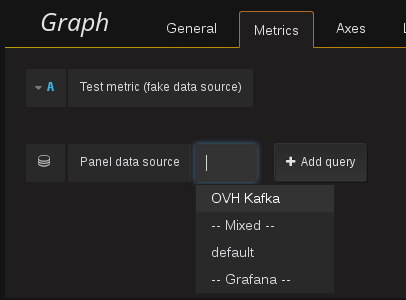 Graph General Metrics Axes
A Test metric (fake data source)
Panel data source + Add query
OVH Kafka
-- Mixed --
default
-- Grafana --